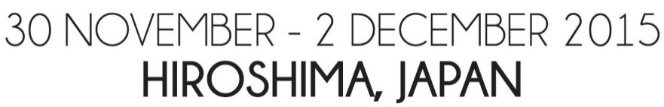 30 NOVEMBER - 2 DECEMBER 2015
HIROSHIMA, JAPAN